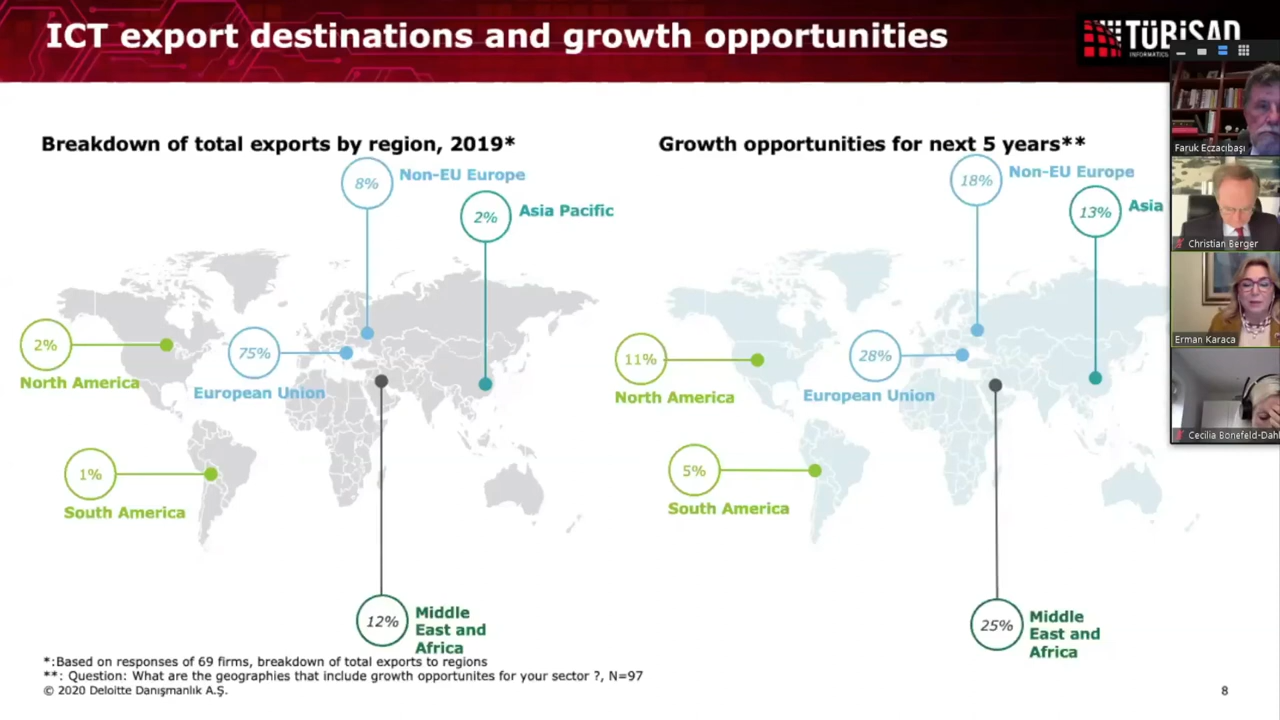 ICT export destinations and growth opportunities
TÜBİSAD
INFORMATICS
Breakdown of total exports by region, 2019*
8%
Non-EU Europe
2%
Asia Pacific
2%
North America
75%
European Union
1%
South America
12%
Middle
East and
Africa
Growth opportunities for next 5 years**
18%
Non-EU Europe
13%
Asia
11%
North America
28%
European Union
5%
South America
25%
Middle
East and
Africa
Faruk Eczacıbaşı
Christian Berger
Erman Karaca
Cecilia Bonefeld-Dahl
*:Based on responses of 69 firms, breakdown of total exports to regions
**: Question: What are the geographies that include growth opportunites for your sector ?, N=97
© 2020 Deloitte Danışmanlık A.Ş.
8